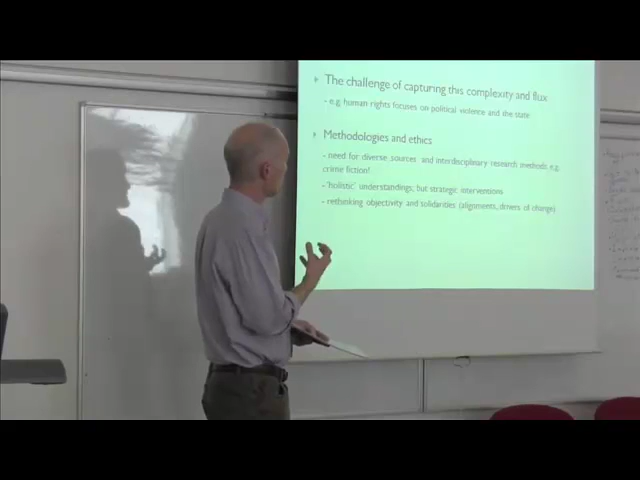 The challenge of capturing this complexity and flux
- e.g. human rights focuses on political violence and the state
Methodologies and ethics
- need for diverse sources and interdisciplinary research methods, e.g.
crime fiction!
- 'holistic' understandings; but strategic interventions
- rethinking objectivity and solidarities (alignments, drivers of change)